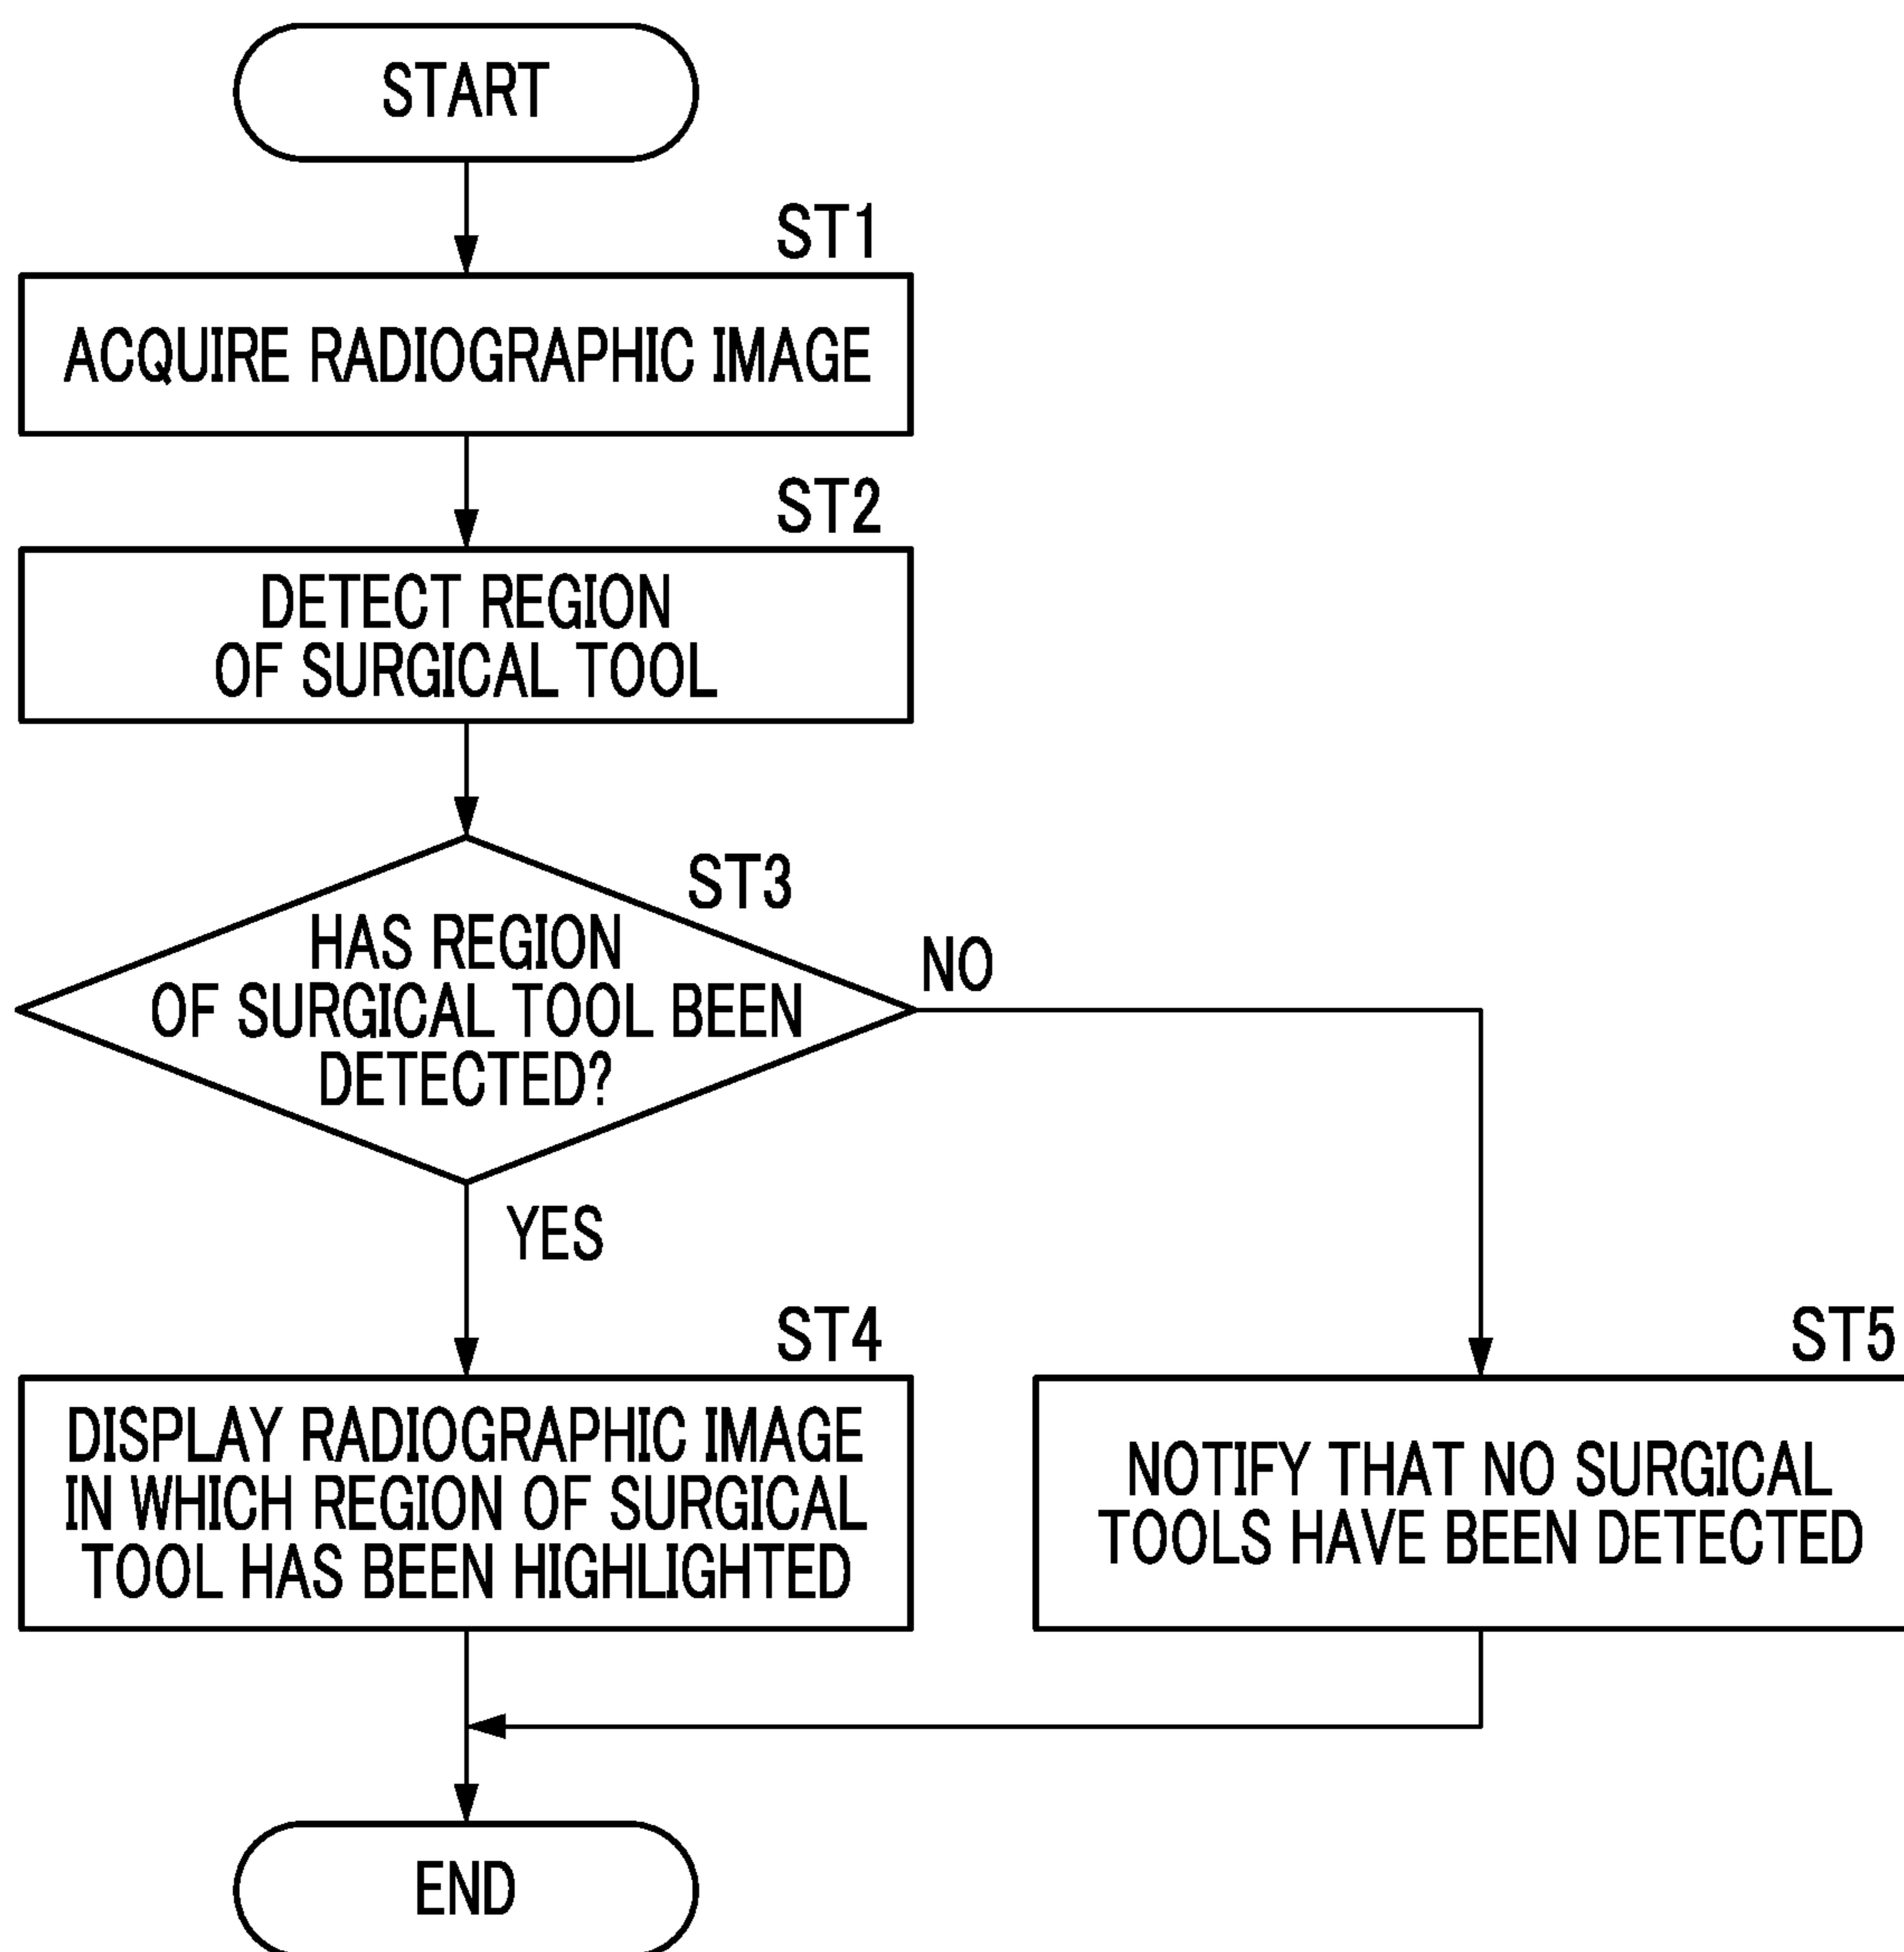 START
ST1
ACQUIRE RADIOGRAPHIC IMAGE
ST2
DETECT REGION
OF SURGICAL TOOL
ST3
HAS REGION
OF SURGICAL TOOL BEEN
DETECTED?
NO
YES
ST4
DISPLAY RADIOGRAPHIC IMAGE
IN WHICH REGION OF SURGICAL
TOOL HAS BEEN HIGHLIGHTED
ST5
NOTIFY THAT NO SURGICAL
TOOLS HAVE BEEN DETECTED
END